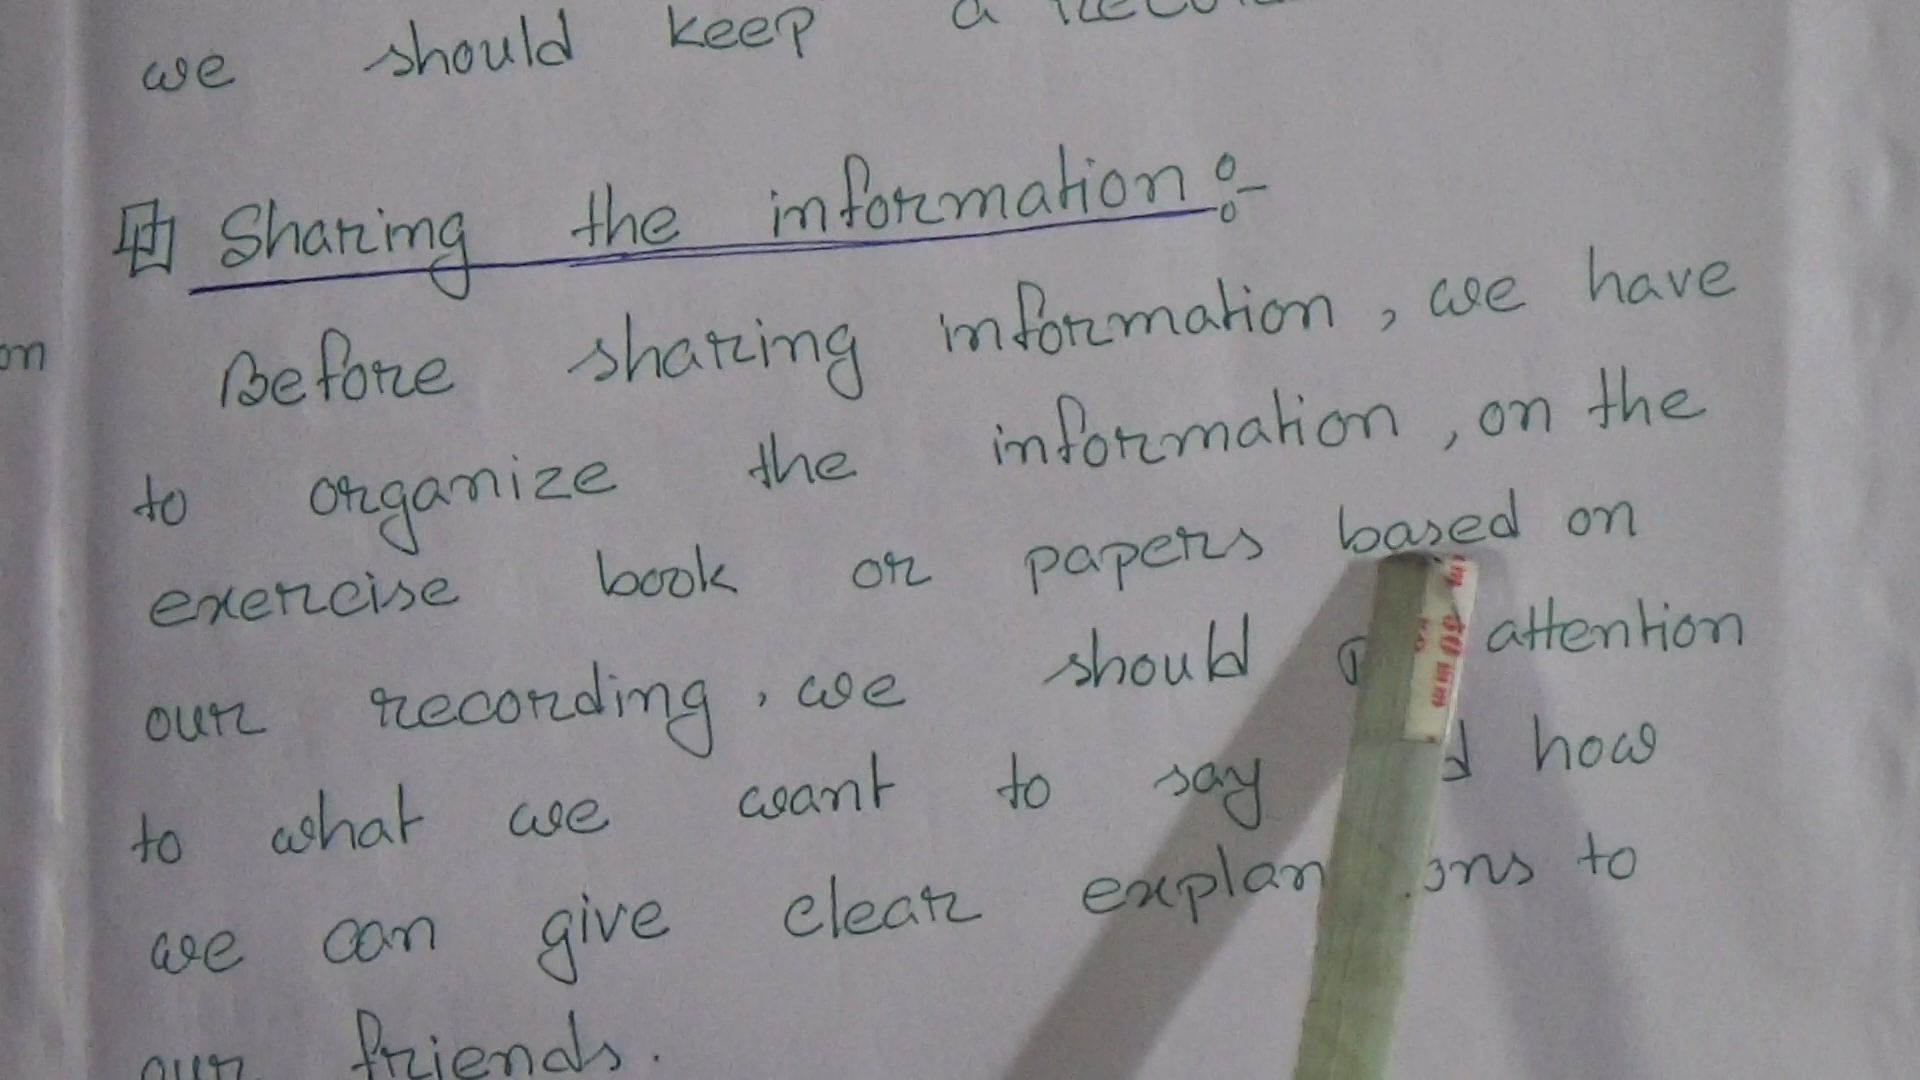 we should keep a
Sharing the information :-
on
Before sharing information, we have
to organize the information, on the
exercise book or papers based on
our recording, we should attention
to what we want to say how
we can give clear to
our friends.